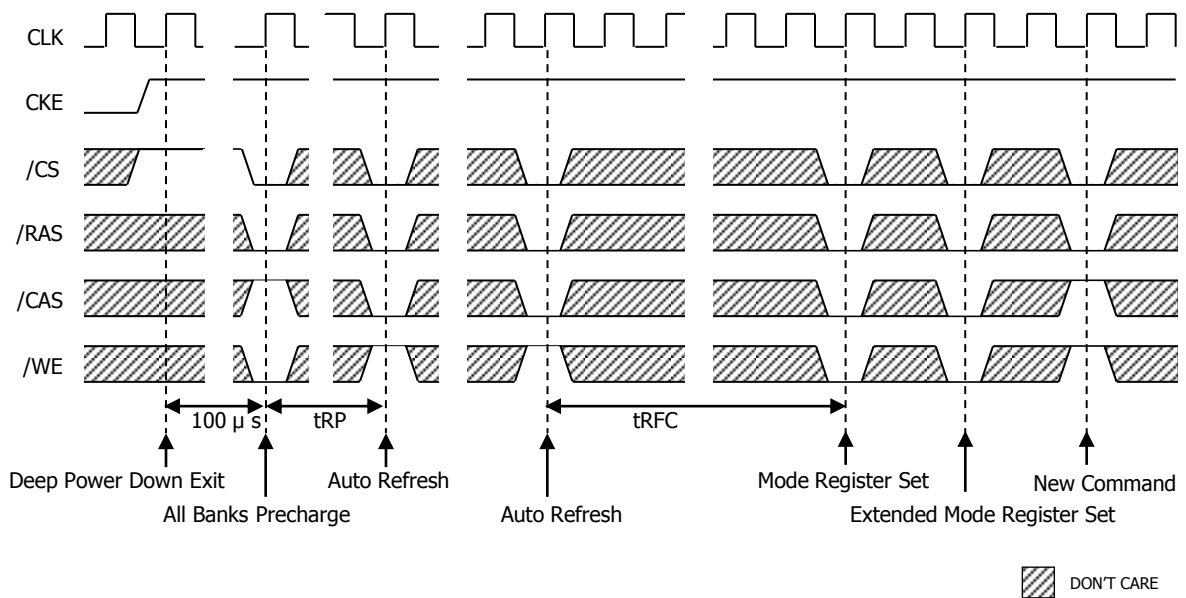 CLK
CKE
/CS
/RAS
/CAS
/WE
100 µ s
tRP
tRFC
Deep Power Down Exit
Auto Refresh
Mode Register Set
New Command
All Banks Precharge
Auto Refresh
Extended Mode Register Set
DON'T CARE